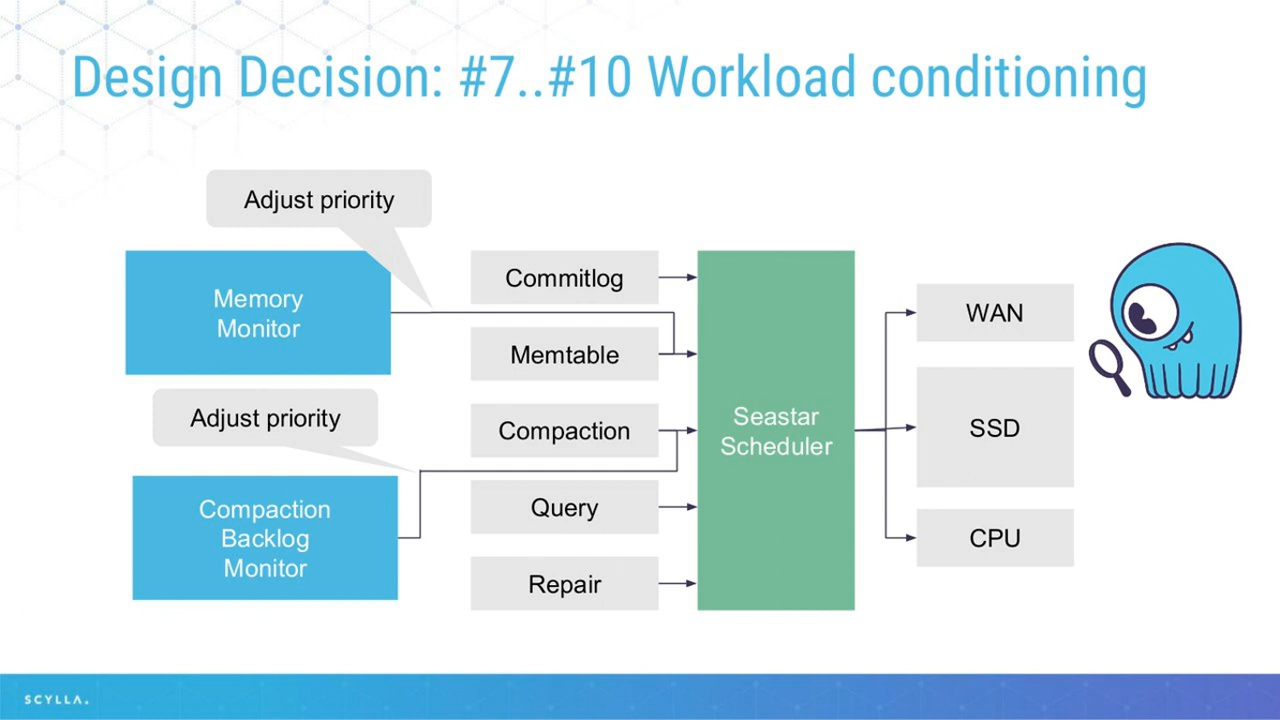 Design Decision: #7..#10 Workload conditioning
Adjust priority
Memory
Monitor
Adjust priority
Compaction
Backlog
Monitor
Commitlog
Memtable
Compaction
Query
Repair
Seastar
Scheduler
WAN
SSD
CPU
SCYLLA.